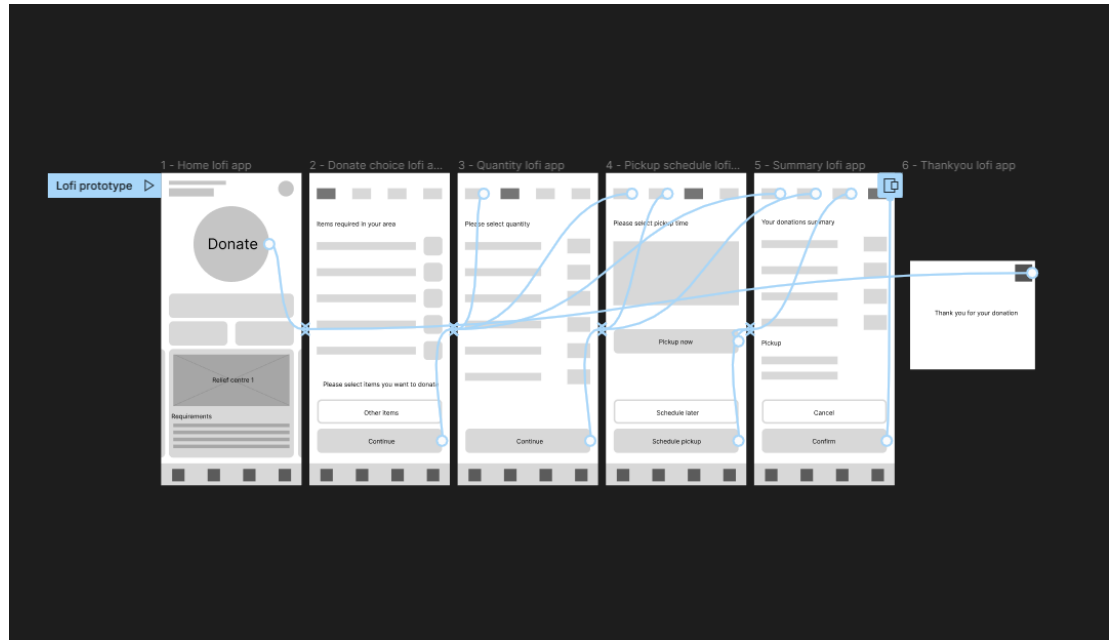 Lofi prototype
1 - Home lofi app
Donate
Relief centre 1
Requirements
2 - Donate choice lofi a...
Items required in your area
Please select items you want to donate
Other items
Continue
3 - Quantity lofi app
Please select quantity
Continue
4 - Pickup schedule lofi...
Please select pickup time
Pickup now
Schedule later
Schedule pickup
5 - Summary lofi app
Your donations summary
Pickup
Cancel
Confirm
6 - Thankyou lofi app
Thank you for your donation